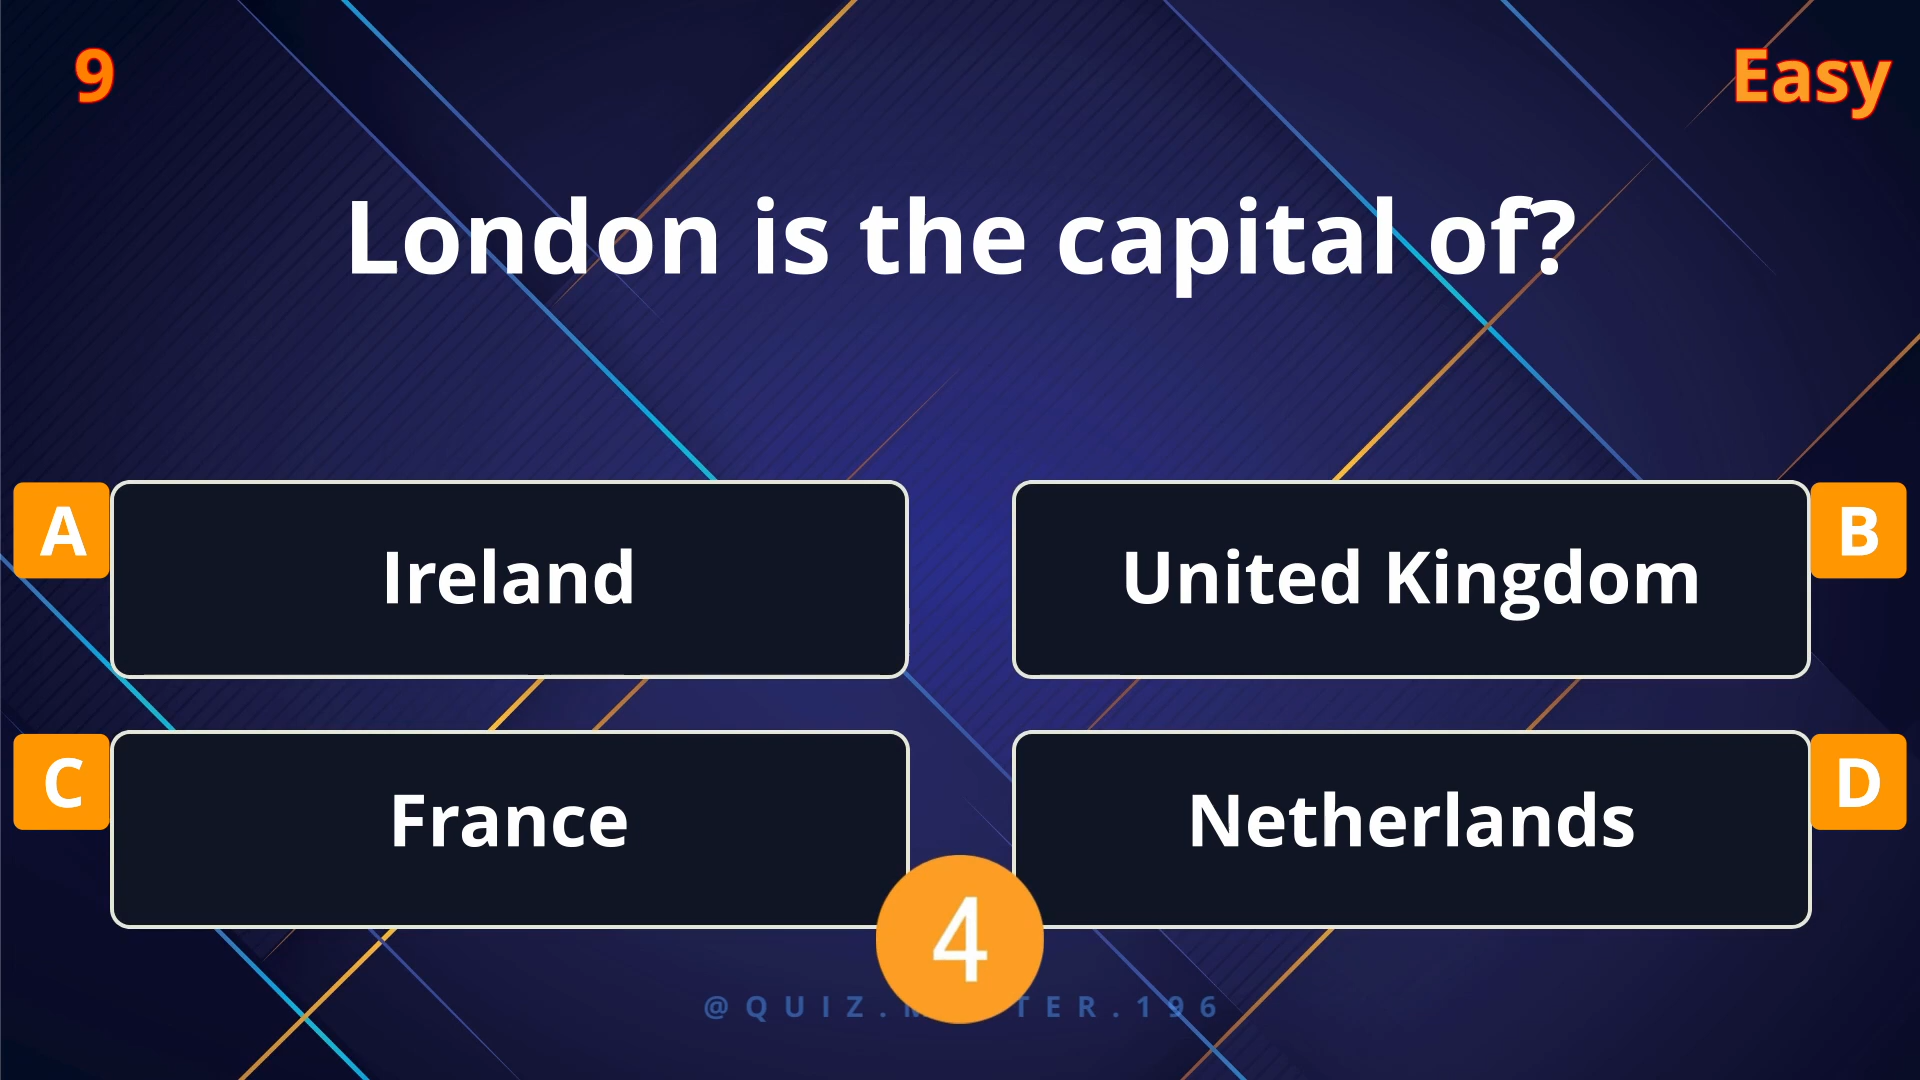 9
Easy
London is the capital of?
A
Ireland
United Kingdom
B
C
France
Netherlands
D
4